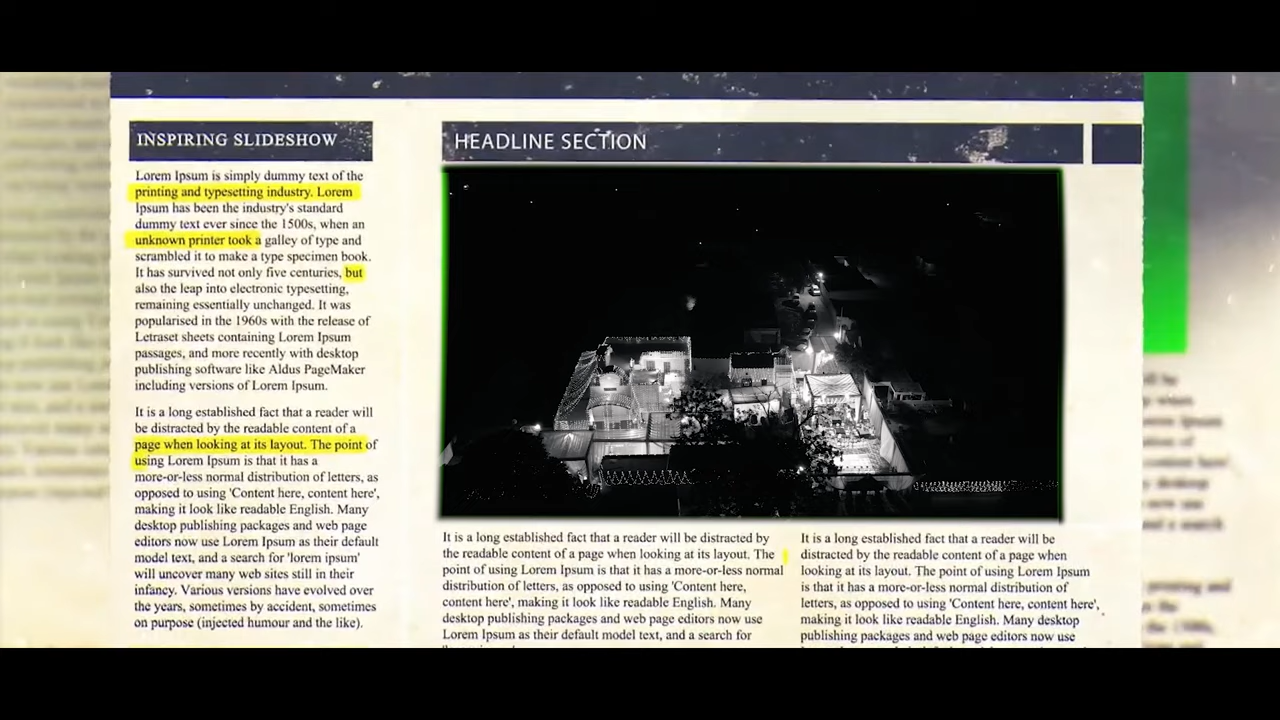 INSPIRING SLIDESHOW
Lorem Ipsum is simply dummy text of the
printing and typesetting industry. Lorem
Ipsum has been the industry's standard
dummy text ever since the 1500s, when an
unknown printer took a galley of type and
scrambled it to make a type specimen book.
It has survived not only five centuries, but
also the leap into electronic typesetting,
remaining essentially unchanged. It was
popularised in the 1960s with the release of
Letraset sheets containing Lorem Ipsum
passages, and more recently with desktop
publishing software like Aldus PageMaker
including versions of Lorem Ipsum.
It is a long established fact that a reader will
be distracted by the readable content of a
page when looking at its layout. The point of
using Lorem Ipsum is that it has a
more-or-less normal distribution of letters, as
opposed to using 'Content here, content here',
making it look like readable English. Many
desktop publishing packages and web page
editors now use Lorem Ipsum as their default
model text, and a search for 'lorem ipsum'
will uncover many web sites still in their
infancy. Various versions have evolved over
the years, sometimes by accident, sometimes
on purpose (injected humour and the like).
HEADLINE SECTION
It is a long established fact that a reader will be distracted by
the readable content of a page when looking at its layout. The
point of using Lorem Ipsum is that it has a more-or-less normal
distribution of letters, as opposed to using 'Content here,
content here', making it look like readable English. Many
desktop publishing packages and web page editors now use
Lorem Ipsum as their default model text, and a search for
It is a long established fact that a reader will be
distracted by the readable content of a page when
looking at its layout. The point of using Lorem Ipsum
is that it has a more-or-less normal distribution of
letters, as opposed to using 'Content here, content here',
making it look like readable English. Many desktop
publishing packages and web page editors now use